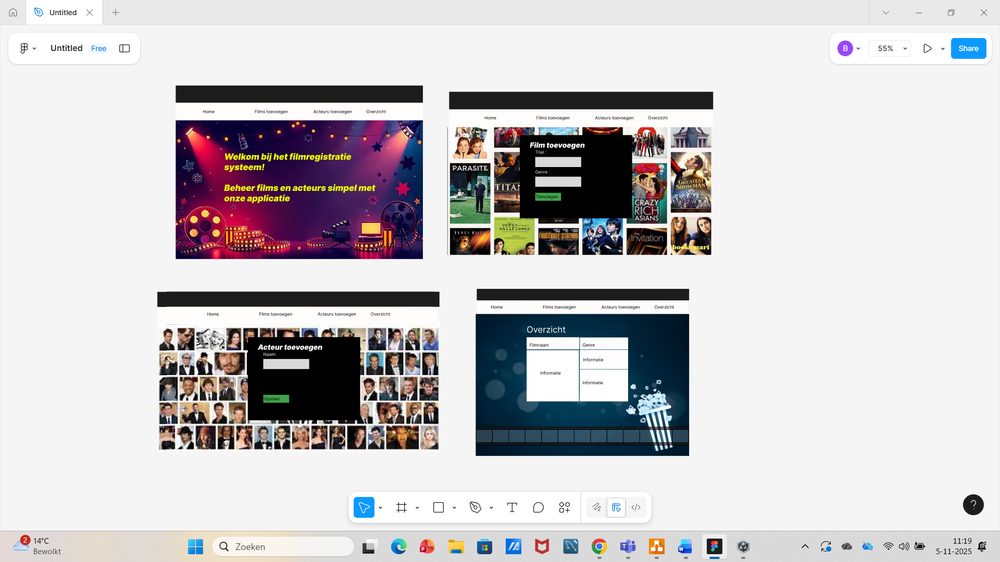 Untitled
Untitled
Free
B
55%
Share
Home
Films toevoegen
Acteurs toevoegen
Overzicht
Welkom bij het filmregistratie
systeem!
Beheer films en acteurs simpel met
onze applicatie
Home
Films toevoegen
Acteurs toevoegen
Overzicht
Film toevoegen
Titel :
Genre :
Toevoegen
PARASITE
TITAN
THE
GREATEST
SHOWMAN
CRAZY
RICH
ASIANS
BRUCE WILLIS
the perks of being a
wallflower
FRUITVALE STATION
the
Invitation
booksmart
Home
Films toevoegen
Acteurs toevoegen
Overzicht
Acteur toevoegen
Naam:
Opslaan
Home
Films toevoegen
Acteurs toevoegen
Overzicht
Overzicht
Filmnaam
Genre
Informatie
Informatie
Informatie
?
2
14°C
Bewolkt
Zoeken
11:19
5-11-2025